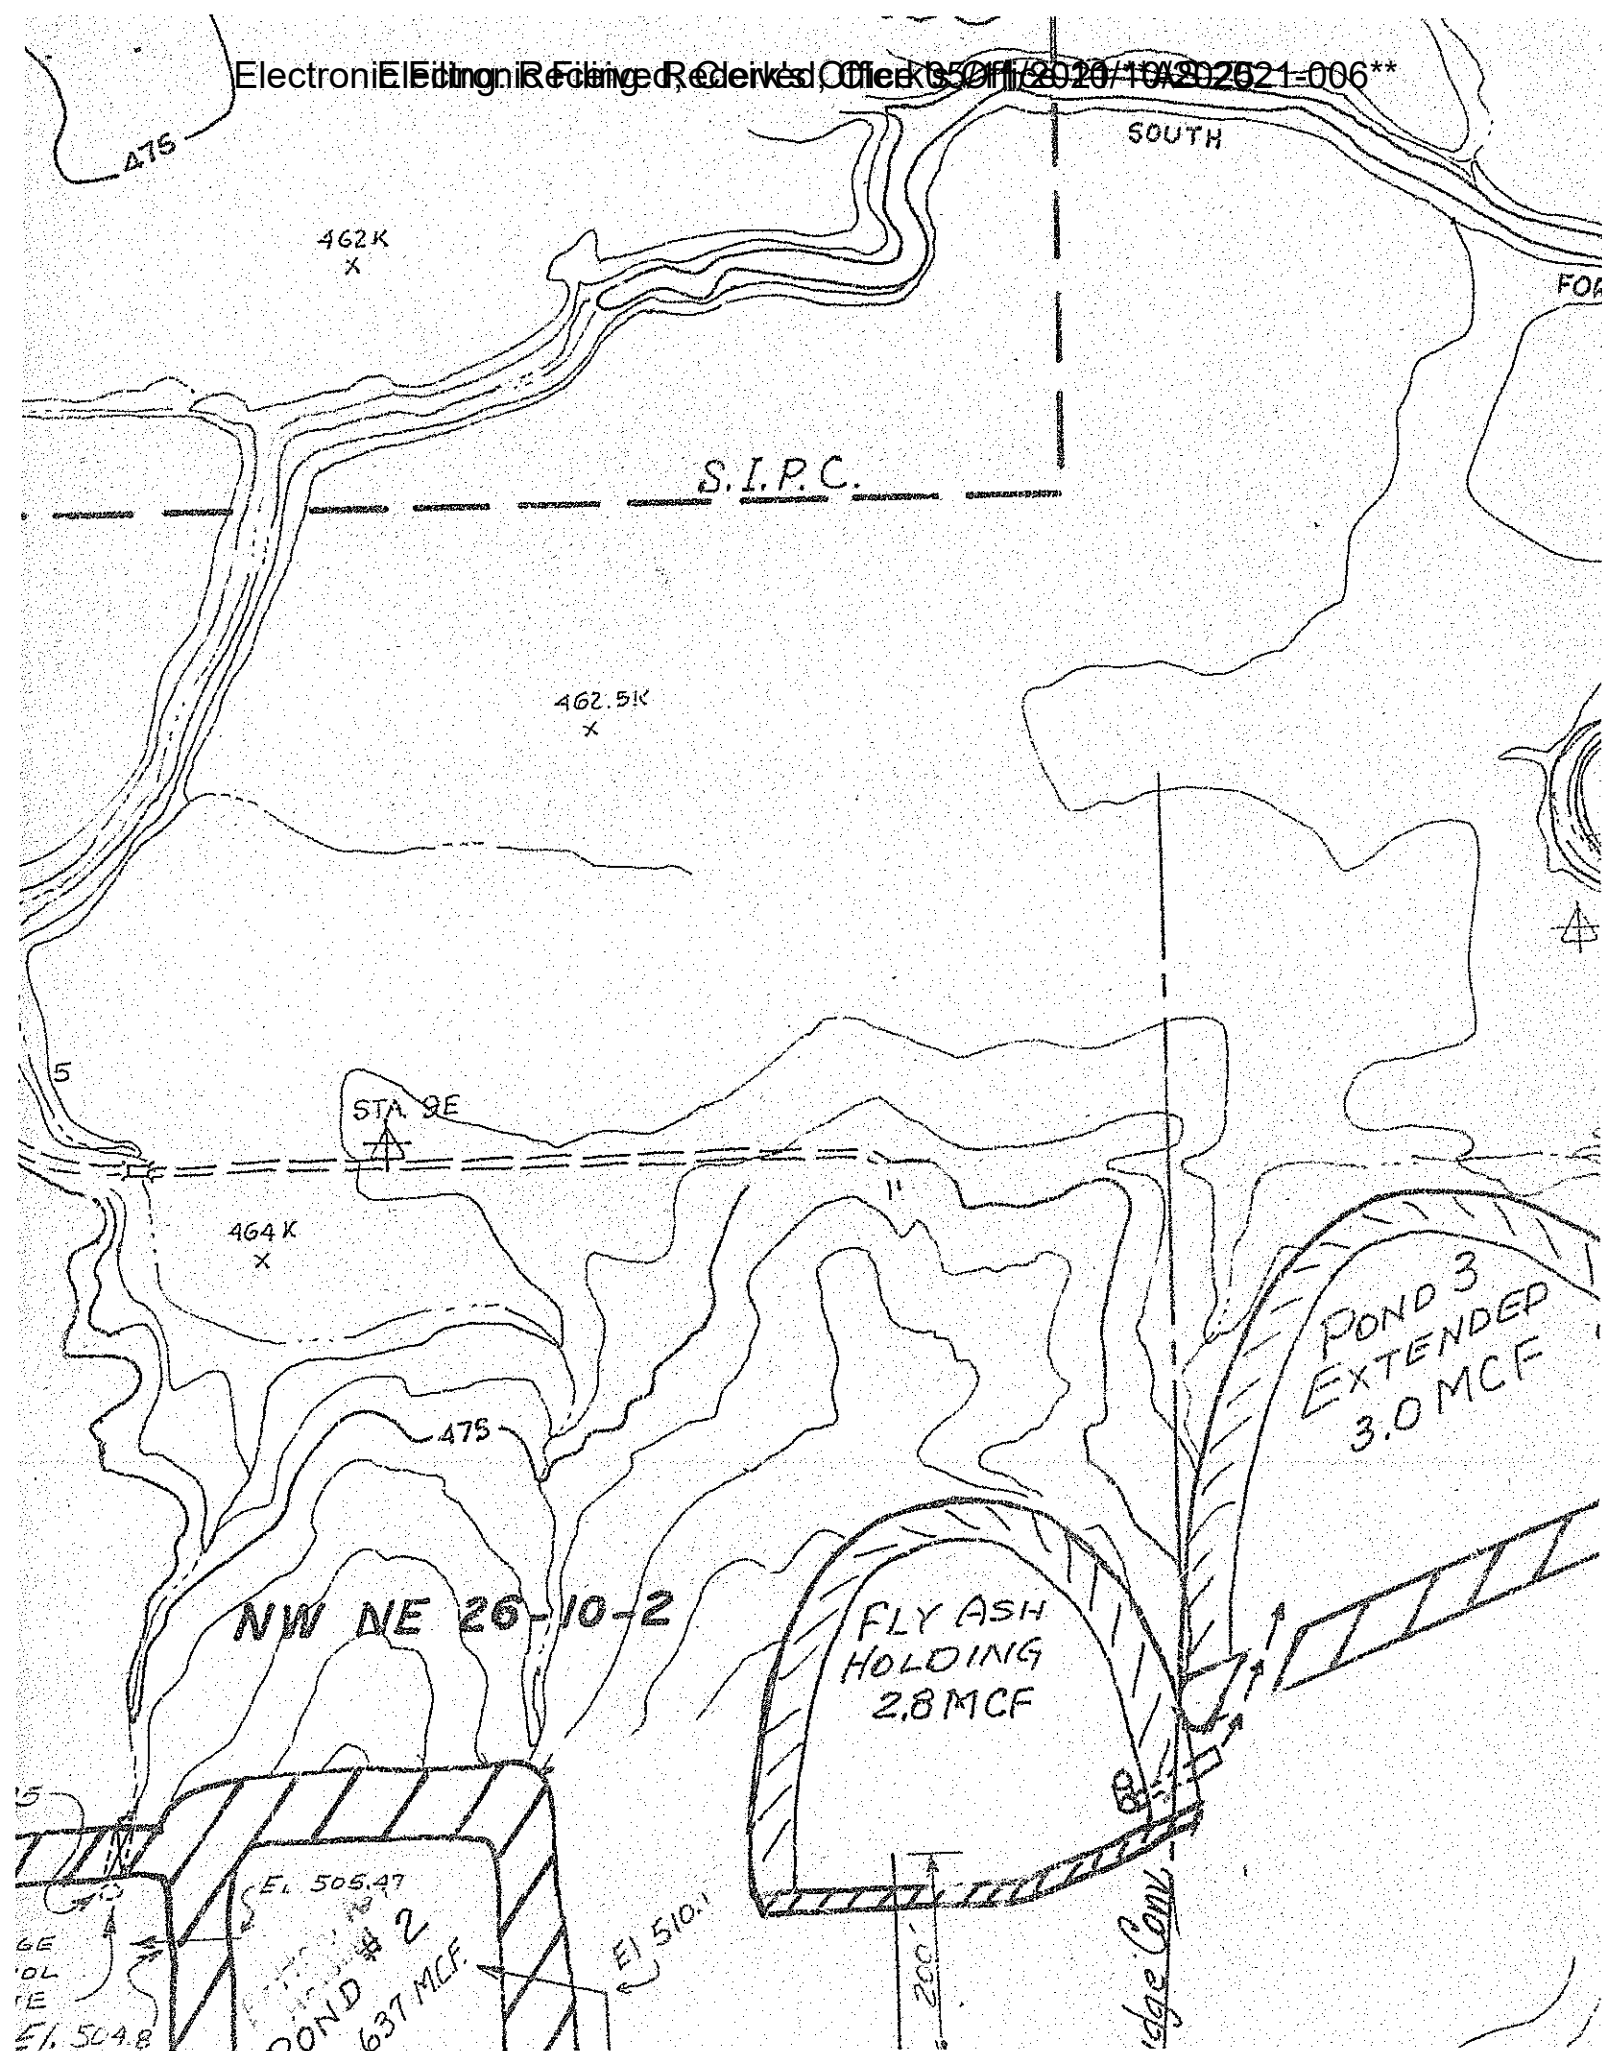 SOUTH
475
462K
x
S.I.P.C.
462.5K
x
5
STA 9E
464K
x
POND 3
EXTENDED
3.0 MCF
475
NW NE 26-10-2
FLY ASH
HOLDING
2.8 MCF
EL 505.47
POND # 2
637 MCF.
El 510.1
200'
El. 504.8